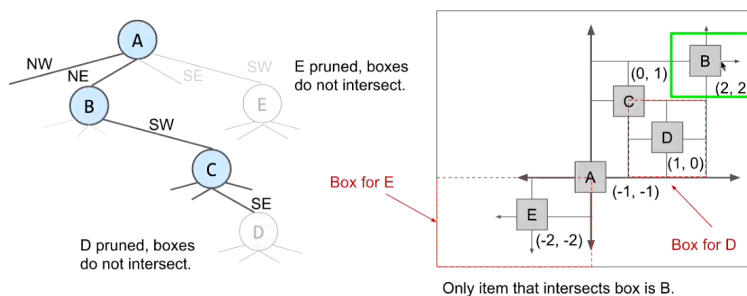 A
NW
NE
SE
SW
E pruned, boxes
do not intersect.
B
E
SW
C
SE
D
D pruned, boxes
do not intersect.
B
(0, 1)
(2, 2
C
D
(1, 0)
A
(-1, -1)
Box for E
E
(-2, -2)
Box for D
Only item that intersects box is B.